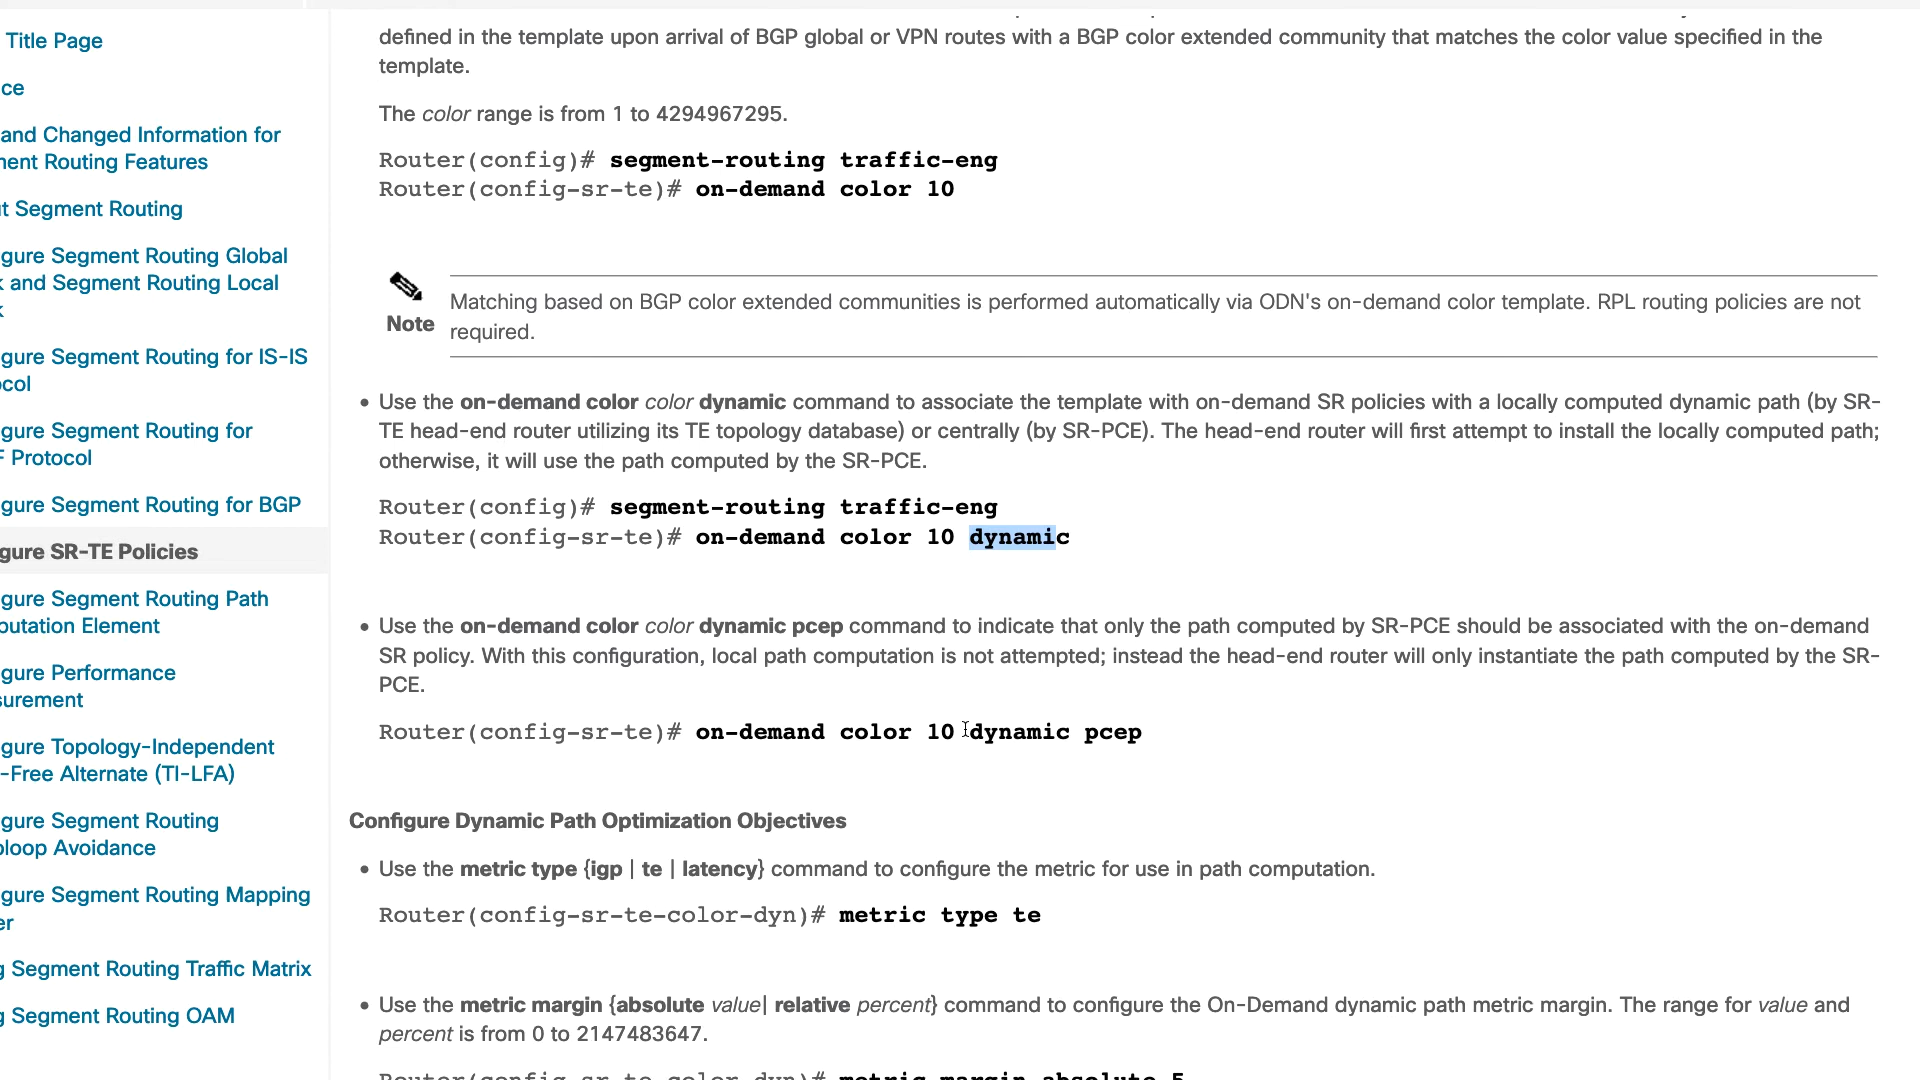 Title Page
ce
and Changed Information for
ment Routing Features
t Segment Routing
gure Segment Routing Global
k and Segment Routing Local
k
gure Segment Routing for IS-IS
ocol
gure Segment Routing for
F Protocol
gure Segment Routing for BGP
gure SR-TE Policies
gure Segment Routing Path
putation Element
gure Performance
surement
gure Topology-Independent
-Free Alternate (TI-LFA)
gure Segment Routing
oloop Avoidance
gure Segment Routing Mapping
er
g Segment Routing Traffic Matrix
g Segment Routing OAM
defined in the template upon arrival of BGP global or VPN routes with a BGP color extended community that matches the color value specified in the
template.
The color range is from 1 to 4294967295.
Router(config)# segment-routing traffic-eng
Router(config-sr-te)# on-demand color 10
Note
Matching based on BGP color extended communities is performed automatically via ODN's on-demand color template. RPL routing policies are not
required.
• Use the on-demand color color dynamic command to associate the template with on-demand SR policies with a locally computed dynamic path (by SR-
TE head-end router utilizing its TE topology database) or centrally (by SR-PCE). The head-end router will first attempt to install the locally computed path;
otherwise, it will use the path computed by the SR-PCE.
Router(config)# segment-routing traffic-eng
Router(config-sr-te)# on-demand color 10 dynamic
• Use the on-demand color color dynamic pcep command to indicate that only the path computed by SR-PCE should be associated with the on-demand
SR policy. With this configuration, local path computation is not attempted; instead the head-end router will only instantiate the path computed by the SR-
PCE.
Router(config-sr-te)# on-demand color 10 dynamic pcep
Configure Dynamic Path Optimization Objectives
• Use the metric type {igp | te | latency} command to configure the metric for use in path computation.
Router(config-sr-te-color-dyn)# metric type te
• Use the metric margin {absolute value| relative percent} command to configure the On-Demand dynamic path metric margin. The range for value and
percent is from 0 to 2147483647.
Router(config-sr-te-color-dyn)# metric margin absolute 5